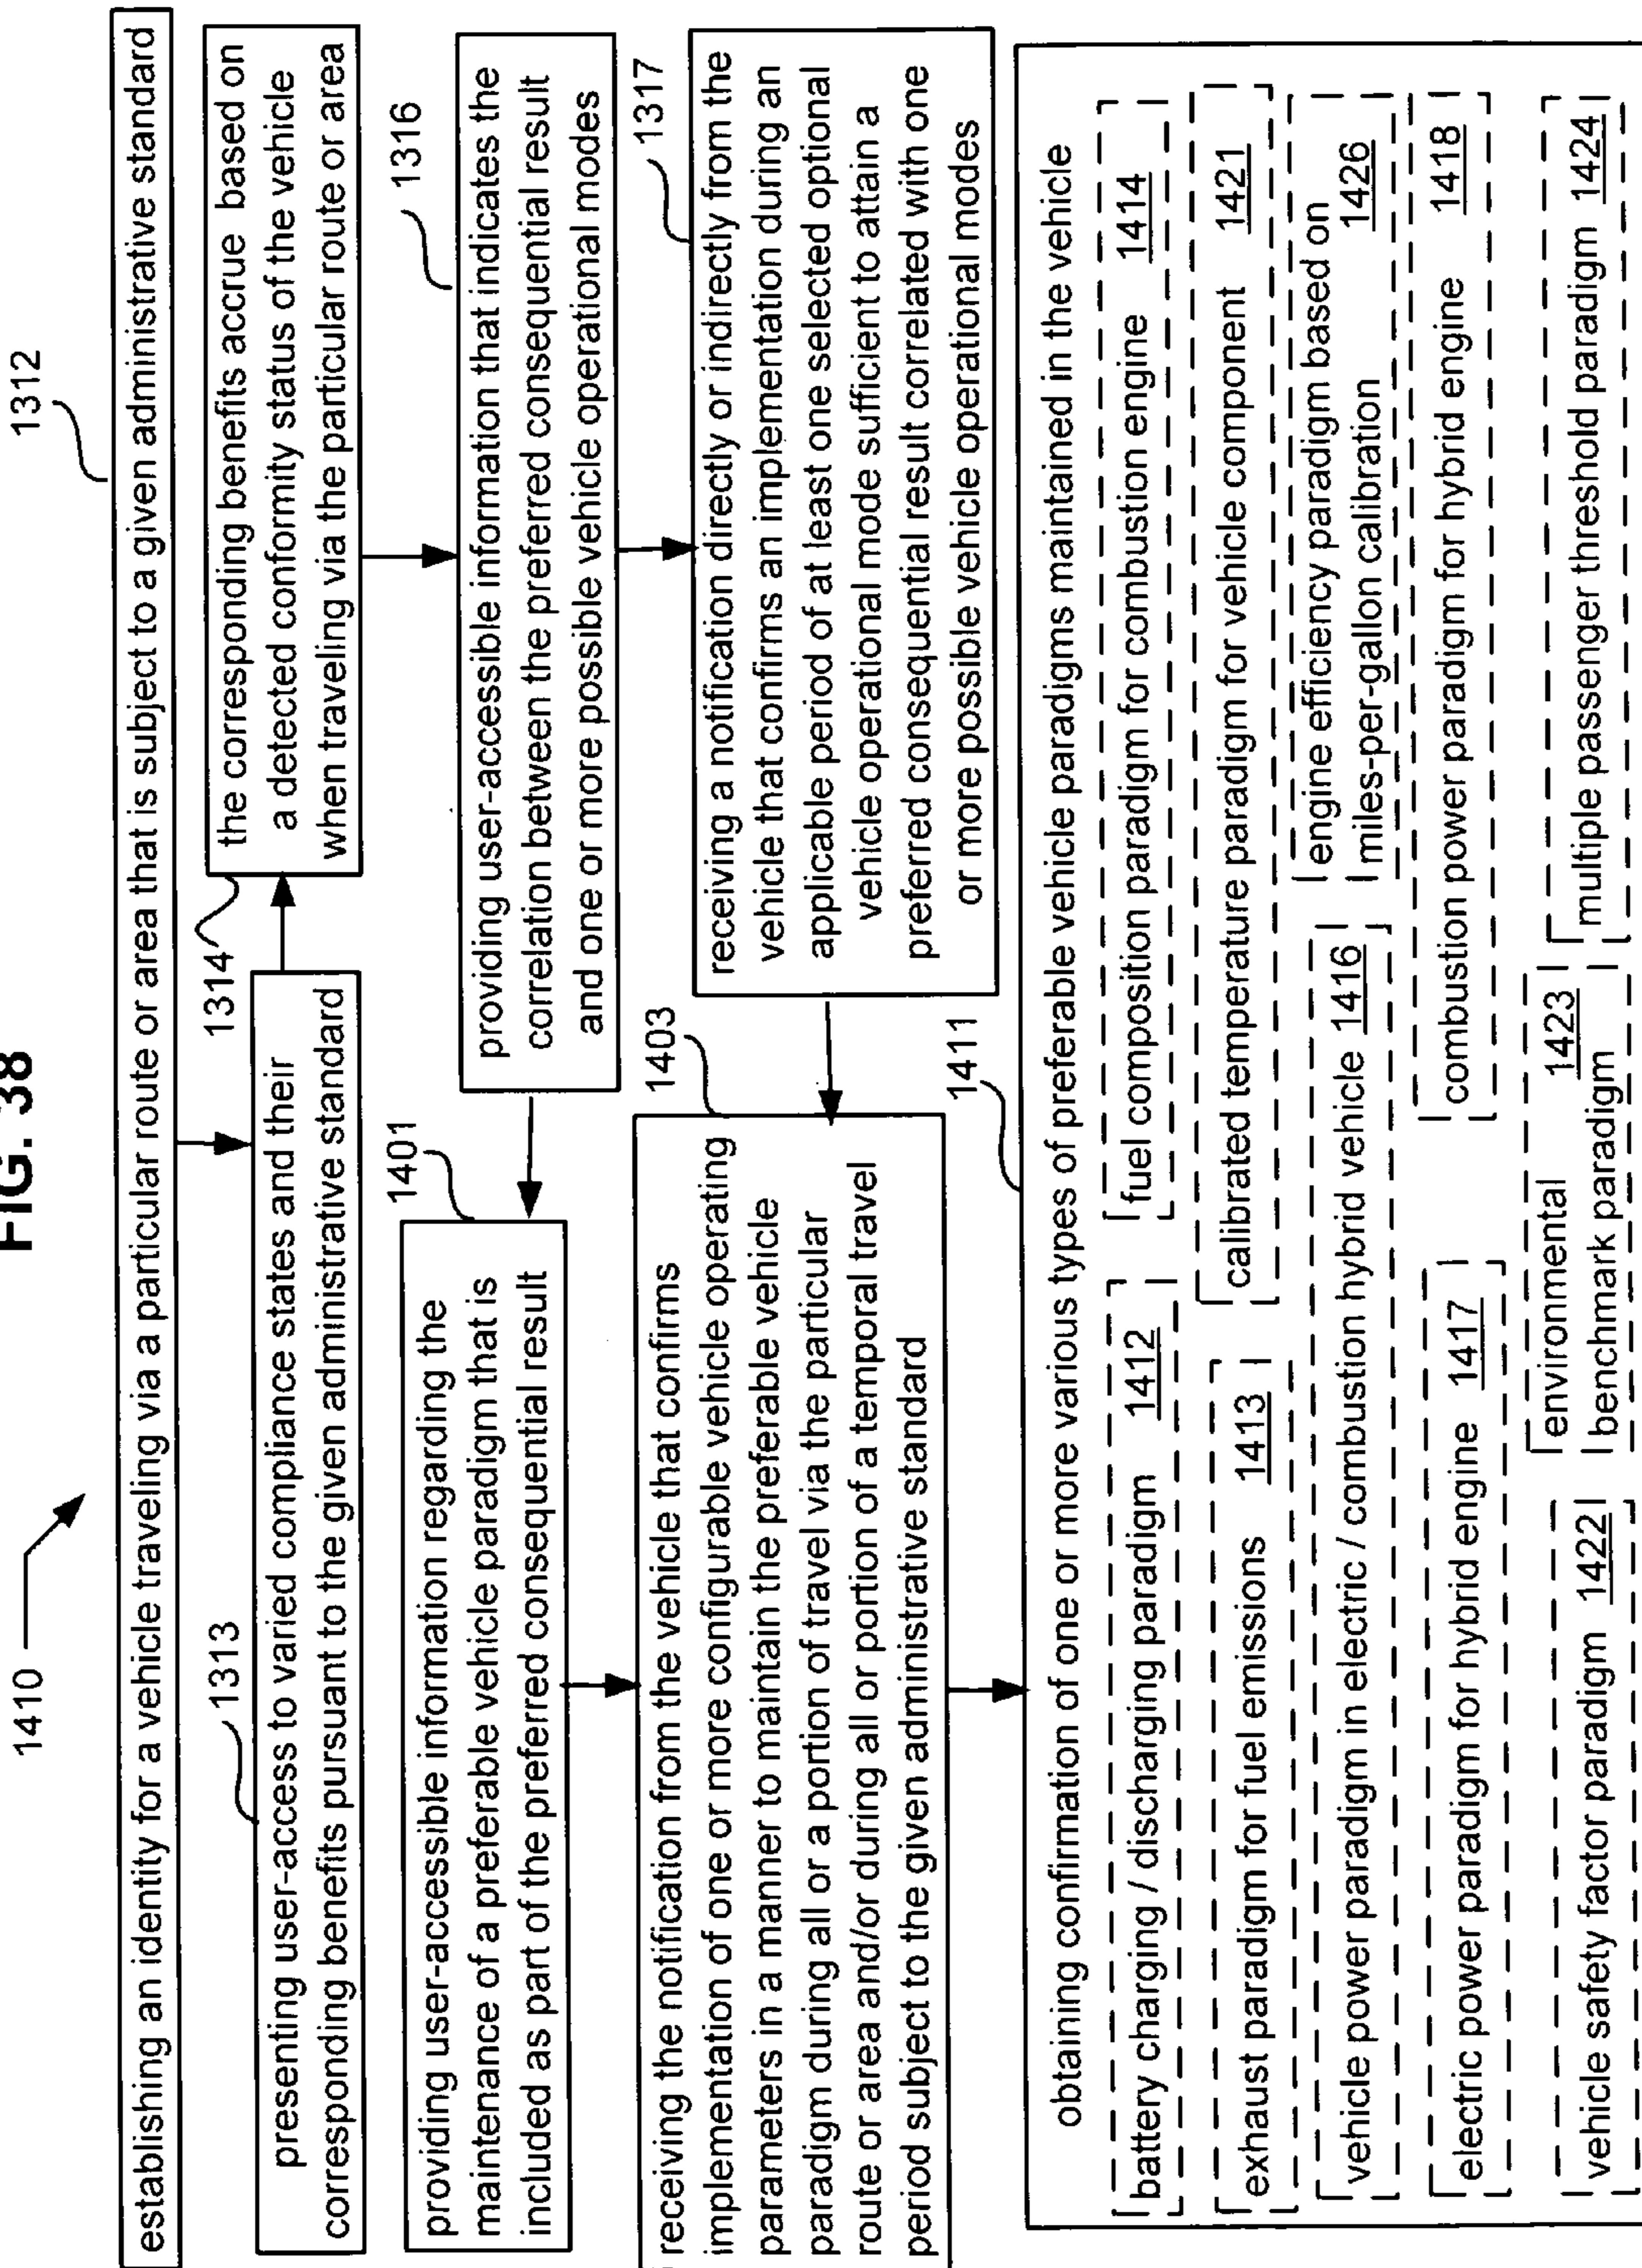 FIG. 38
1410
1312
establishing an identity for a vehicle traveling via a particular route or area that is subject to a given administrative standard
1313
presenting user-access to varied compliance states and their
corresponding benefits pursuant to the given administrative standard
1314
the corresponding benefits accrue based on
a detected conformity status of the vehicle
when traveling via the particular route or area
1316
providing user-accessible information that indicates the
correlation between the preferred consequential result
and one or more possible vehicle operational modes
1401
providing user-accessible information regarding the
maintenance of a preferable vehicle paradigm that is
included as part of the preferred consequential result
1317
receiving a notification directly or indirectly from the
vehicle that confirms an implementation during an
applicable period of at least one selected optional
vehicle operational mode sufficient to attain a
preferred consequential result correlated with one
or more possible vehicle operational modes
1403
receiving the notification from the vehicle that confirms
implementation of one or more configurable vehicle operating
parameters in a manner to maintain the preferable vehicle
paradigm during all or a portion of travel via the particular
route or area and/or during all or portion of a temporal travel
period subject to the given administrative standard
1411
obtaining confirmation of one or more various types of preferable vehicle paradigms maintained in the vehicle
battery charging / discharging paradigm 1412
fuel composition paradigm for combustion engine 1414
exhaust paradigm for fuel emissions 1413
calibrated temperature paradigm for vehicle component 1421
vehicle power paradigm in electric / combustion hybrid vehicle 1416
engine efficiency paradigm based on
miles-per-gallon calibration 1426
electric power paradigm for hybrid engine 1417
combustion power paradigm for hybrid engine 1418
vehicle safety factor paradigm 1422
environmental 1423
benchmark paradigm
multiple passenger threshold paradigm 1424